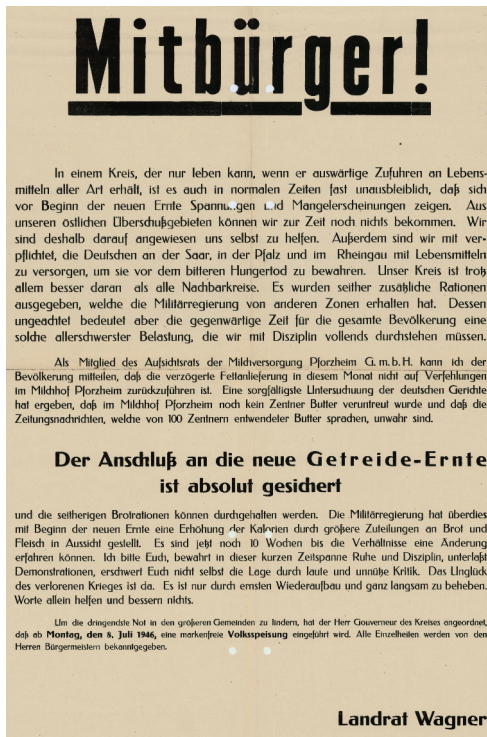 Mitbürger!
In einem Kreis, der nur leben kann, wenn er auswärtige Zufuhren an Lebens-
mitteln aller Art erhält, ist es auch in normalen Zeiten fast unausbleiblich, daß sich
vor Beginn der neuen Ernte Spannungen und Mangelerscheinungen zeigen. Aus
unseren östlichen Überschußgebieten können wir zur Zeit noch nichts bekommen. Wir
sind deshalb darauf angewiesen uns selbst zu helfen. Außerdem sind wir mit ver-
pflichtet, die Deutschen an der Saar, in der Pfalz und im Rheingau mit Lebensmitteln
zu versorgen, um sie vor dem bitteren Hungertod zu bewahren. Unser Kreis ist trotz
allem besser daran als alle Nachbarkreise. Es wurden seither zusätzliche Rationen
ausgegeben, welche die Militärregierung von anderen Zonen erhalten hat. Dessen
ungeachtet bedeutet aber die gegenwärtige Zeit für die gesamte Bevölkerung eine
solche allerschwerster Belastung, die wir mit Disziplin vollends durchstehen müssen.
Als Mitglied des Aufsichtsrats der Milchversorgung Pforzheim G. m. b. H. kann ich der
Bevölkerung mitteilen, daß die verzögerte Fettanlieferung in diesem Monat nicht auf Verfehlungen
im Milchhof Pforzheim zurückzuführen ist. Eine sorgfältigste Untersuchung der deutschen Gerichte
hat ergeben, daß im Milchhof Pforzheim noch kein Zentner Butter veruntreut wurde und daß die
Zeitungsnachrichten, welche von 100 Zentnern entwendeter Butter sprachen, unwahr sind.
Der Anschluß an die neue Getreide-Ernte
ist absolut gesichert
und die seitherigen Brotrationen können durchgehalten werden. Die Militärregierung hat überdies
mit Beginn der neuen Ernte eine Erhöhung der Kalorien durch größere Zuteilungen an Brot und
Fleisch in Aussicht gestellt. Es sind jetzt noch 10 Wochen bis die Verhältnisse eine Änderung
erfahren können. Ich bitte Euch, bewahrt in dieser kurzen Zeitspanne Ruhe und Disziplin, unterlaßt
Demonstrationen, erschwert Euch nicht selbst die Lage durch laute und unnütze Kritik. Das Unglück
des verlorenen Krieges ist da. Es ist nur durch ernsten Wiederaufbau und ganz langsam zu beheben.
Worte allein helfen und bessern nichts.
Um die dringendste Not in den größeren Gemeinden zu lindern, hat der Herr Gouverneur des Kreises angeordnet,
daß ab Montag, den 8. Juli 1946, eine markenfreie Volksspeisung eingeführt wird. Alle Einzelheiten werden von den
Herren Bürgermeistern bekanntgegeben.
Landrat Wagner